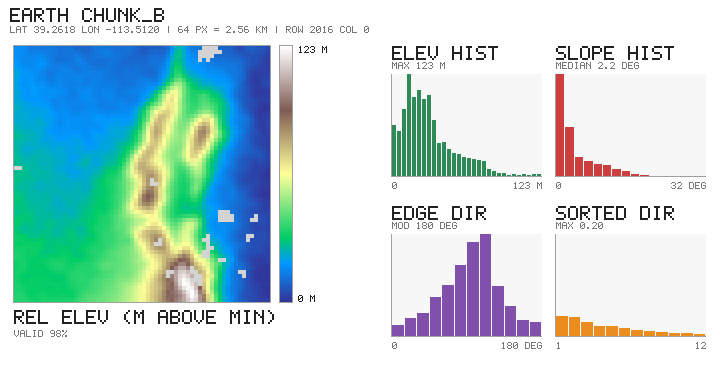 EARTH CHUNK_B
LAT 39.2618 LON -113.5120 | 64 PX = 2.56 KM | ROW 2016 COL 0
123 M
0 M
REL ELEV (M ABOVE MIN)
VALID 98%
ELEV HIST
MAX 123 M
0 123 M
SLOPE HIST
MEDIAN 2.2 DEG
0 32 DEG
EDGE DIR
MOD 180 DEG
0 180 DEG
SORTED DIR
MAX 0.20
1 12